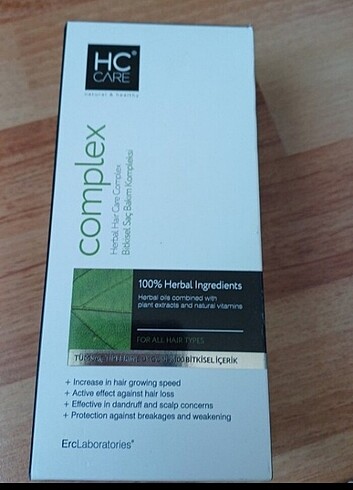 HC®
CARE
natural & healthy
complex
Herbal Hair Care Complex
Bitkisel Saç Bakım Kompleksi
100% Herbal Ingredients
Herbal oils combined with
plant extracts and natural vitamins
FOR ALL HAIR TYPES
BİTKİSEL İÇERİK
+ Increase in hair growing speed
+ Active effect against hair loss
+ Effective in dandruff and scalp concerns
+ Protection against breakages and weakening
ErcLaboratories®